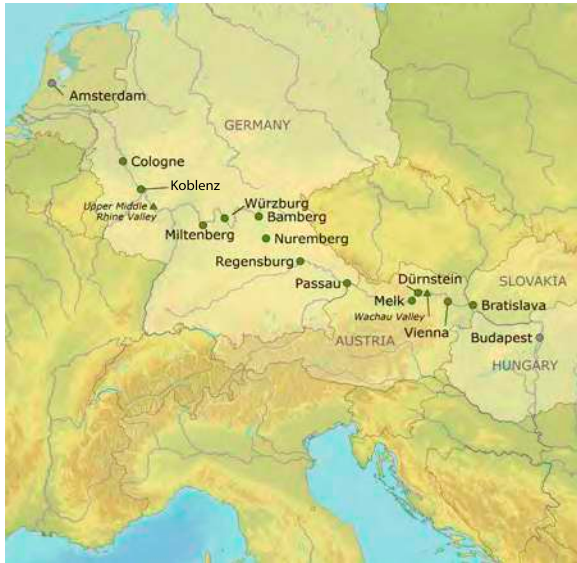 Amsterdam
GERMANY
Cologne
Koblenz
Upper Middle
Rhine Valley
Würzburg
Bamberg
Miltenberg
Nuremberg
Regensburg
Passau
Dürnstein
SLOVAKIA
Melk
Bratislava
Wachau Valley
Vienna
AUSTRIA
Budapest
HUNGARY